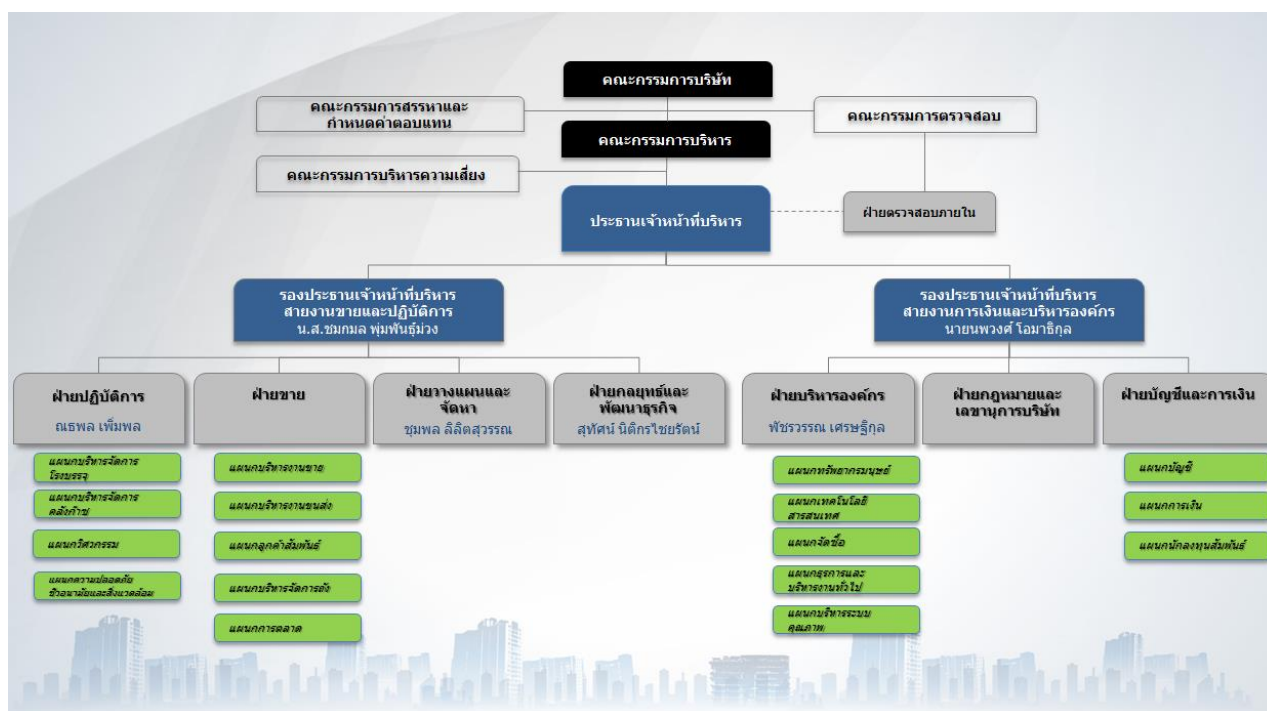 คณะกรรมการบริษัท
คณะกรรมการสรรหาและ
กำหนดค่าตอบแทน
คณะกรรมการตรวจสอบ
คณะกรรมการบริหาร
คณะกรรมการบริหารความเสี่ยง
ประธานเจ้าหน้าที่บริหาร
ฝ่ายตรวจสอบภายใน
รองประธานเจ้าหน้าที่บริหาร
สายงานขายและปฏิบัติการ
น.ส.ชมกมล พุ่มพันธุ์ม่วง
รองประธานเจ้าหน้าที่บริหาร
สายงานการเงินและบริหารองค์กร
นายนพวงศ์ โอมาธิกุล
ฝ่ายปฏิบัติการ
ณธพล เพิ่มพล
ฝ่ายขาย
ฝ่ายวางแผนและ
จัดหา
ชุมพล ลิลิตสุวรรณ
ฝ่ายกลยุทธ์และ
พัฒนาธุรกิจ
สุทัศน์ นิติกรไชยรัตน์
ฝ่ายบริหารองค์กร
พัชรวรรณ เศรษฐิกุล
ฝ่ายกฎหมายและ
เลขานุการบริษัท
ฝ่ายบัญชีและการเงิน
แผนกบริหารจัดการ
โรงบรรจุ
แผนกบริหารจัดการ
คลังก๊าซ
แผนกวิศวกรรม
แผนกความปลอดภัย
ชีวอนามัยและสิ่งแวดล้อม
แผนกบริหารงานขาย
แผนกบริหารงานขนส่ง
แผนกลูกค้าสัมพันธ์
แผนกบริหารจัดการถัง
แผนกการตลาด
แผนกทรัพยากรมนุษย์
แผนกเทคโนโลยี
สารสนเทศ
แผนกจัดซื้อ
แผนกธุรการและ
บริหารงานทั่วไป
แผนกบริหารระบบ
คุณภาพ
แผนกบัญชี
แผนกการเงิน
แผนกนักลงทุนสัมพันธ์